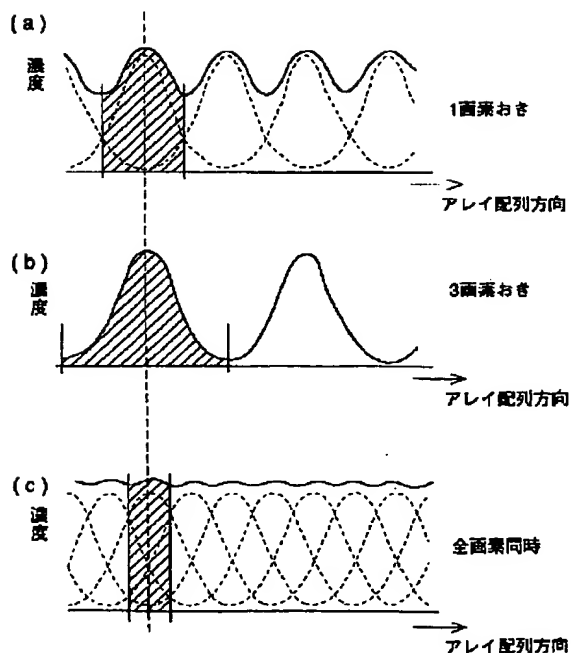 (a)
濃度
1画素おき
アレイ配列方向
(b)
濃度
3画素おき
アレイ配列方向
(c)
濃度
全画素同時
アレイ配列方向